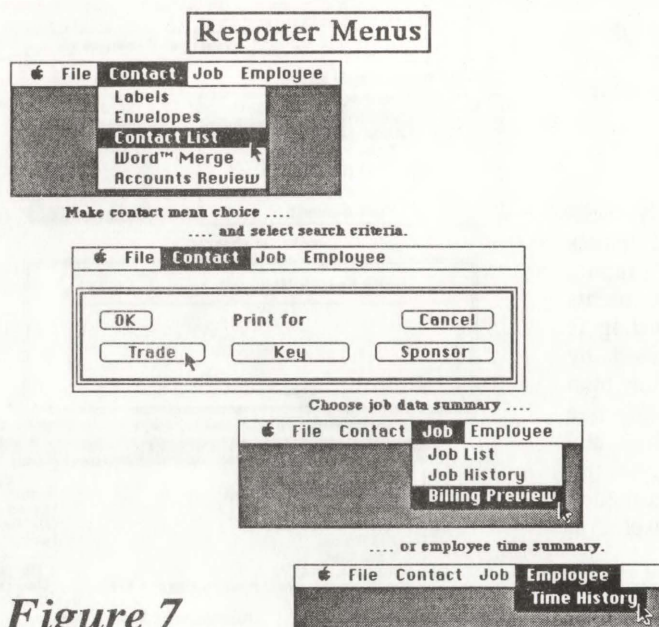 Reporter Menus
File Contact Job Employee
Labels
Envelopes
Contact List
Word™ Merge
Accounts Review
Make contact menu choice ....
.... and select search criteria.
File Contact Job Employee
OK Print for Cancel
Trade Key Sponsor
Choose job data summary ....
File Contact Job Employee
Job List
Job History
Billing Preview
.... or employee time summary.
File Contact Job Employee
Time History
Figure 7